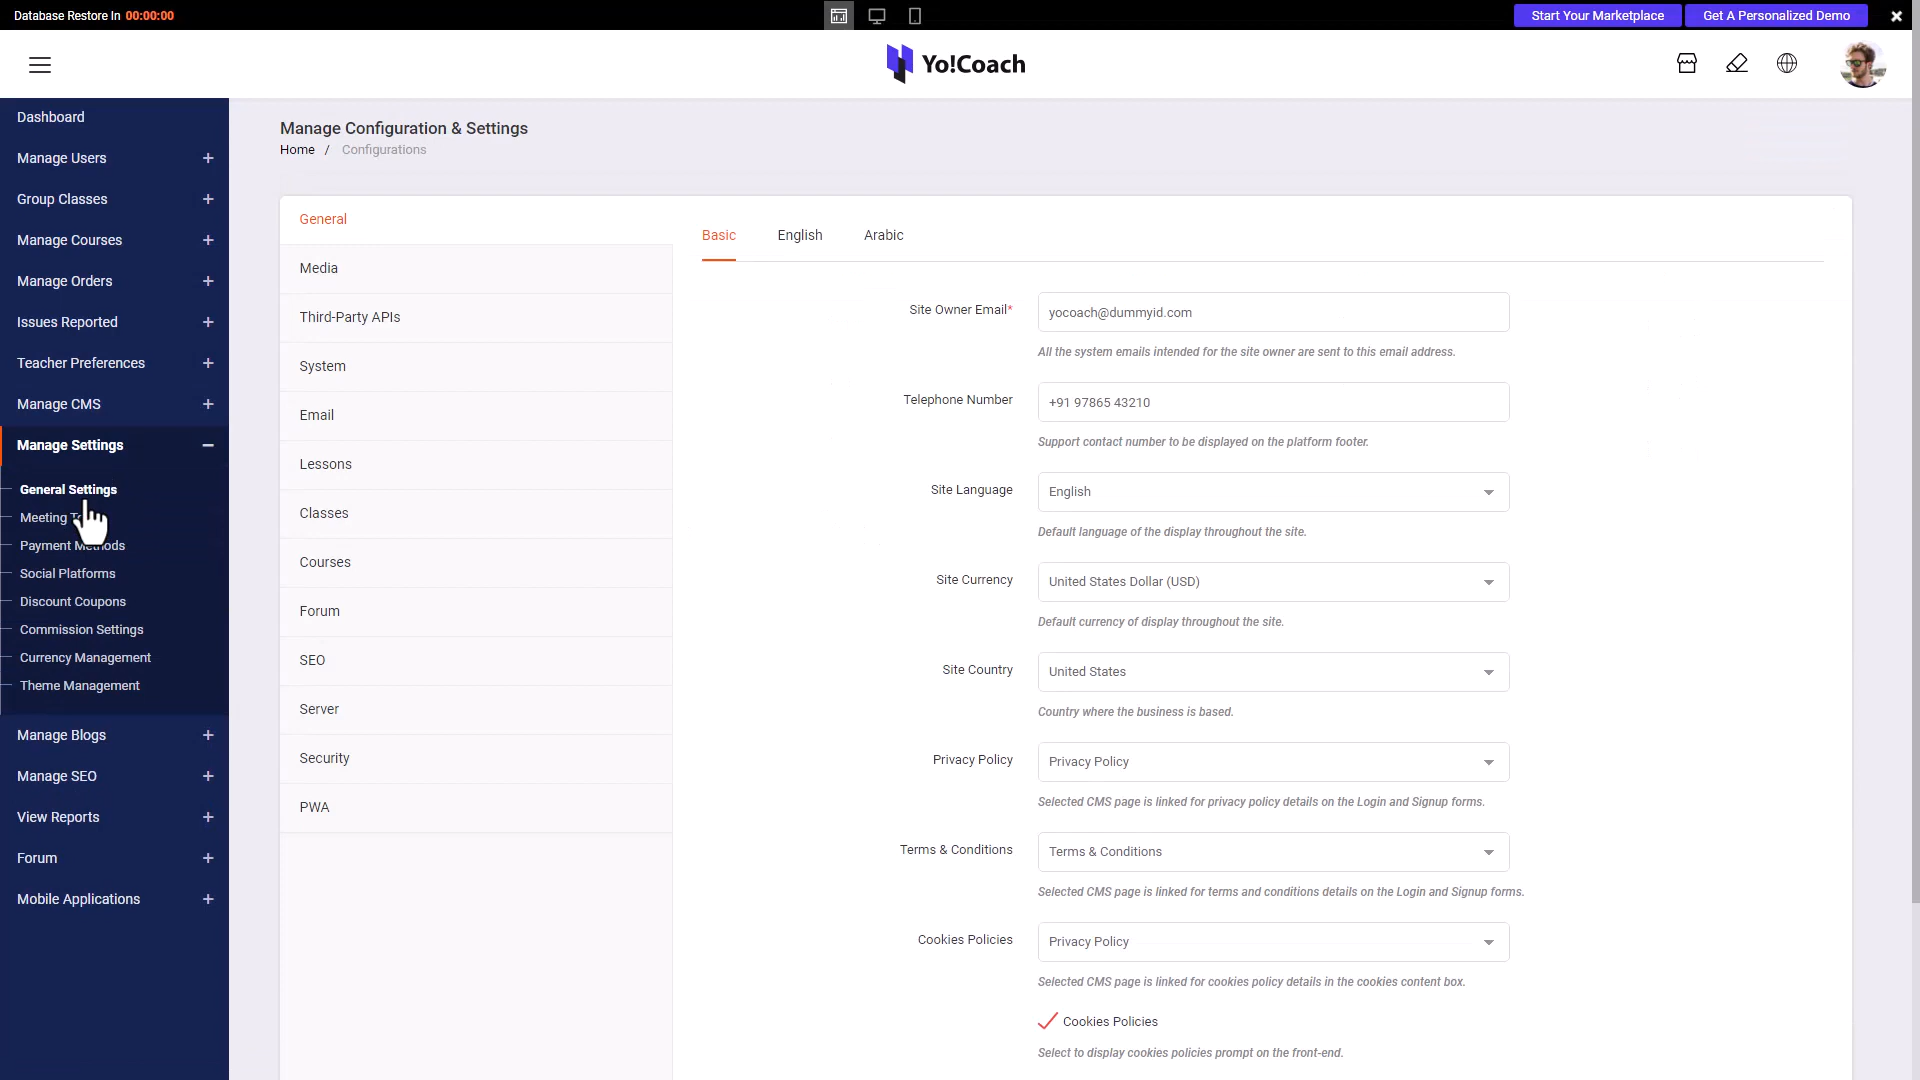 Database Restore In 00:00:00
Start Your Marketplace
Get A Personalized Demo
Yo!Coach
Dashboard
Manage Users
Group Classes
Manage Courses
Manage Orders
Issues Reported
Teacher Preferences
Manage CMS
Manage Settings
General Settings
Meeting
Payment Methods
Social Platforms
Discount Coupons
Commission Settings
Currency Management
Theme Management
Manage Blogs
Manage SEO
View Reports
Forum
Mobile Applications
Manage Configuration & Settings
Home / Configurations
General
Media
Third-Party APIs
System
Email
Lessons
Classes
Courses
Forum
SEO
Server
Security
PWA
Basic English Arabic
Site Owner Email* yocoach@dummyid.com
All the system emails intended for the site owner are sent to this email address.
Telephone Number +91 97865 43210
Support contact number to be displayed on the platform footer.
Site Language English
Default language of the display throughout the site.
Site Currency United States Dollar (USD)
Default currency of display throughout the site.
Site Country United States
Country where the business is based.
Privacy Policy Privacy Policy
Selected CMS page is linked for privacy policy details on the Login and Signup forms.
Terms & Conditions Terms & Conditions
Selected CMS page is linked for terms and conditions details on the Login and Signup forms.
Cookies Policies Privacy Policy
Selected CMS page is linked for cookies policy details in the cookies content box.
Cookies Policies
Select to display cookies policies prompt on the front-end.